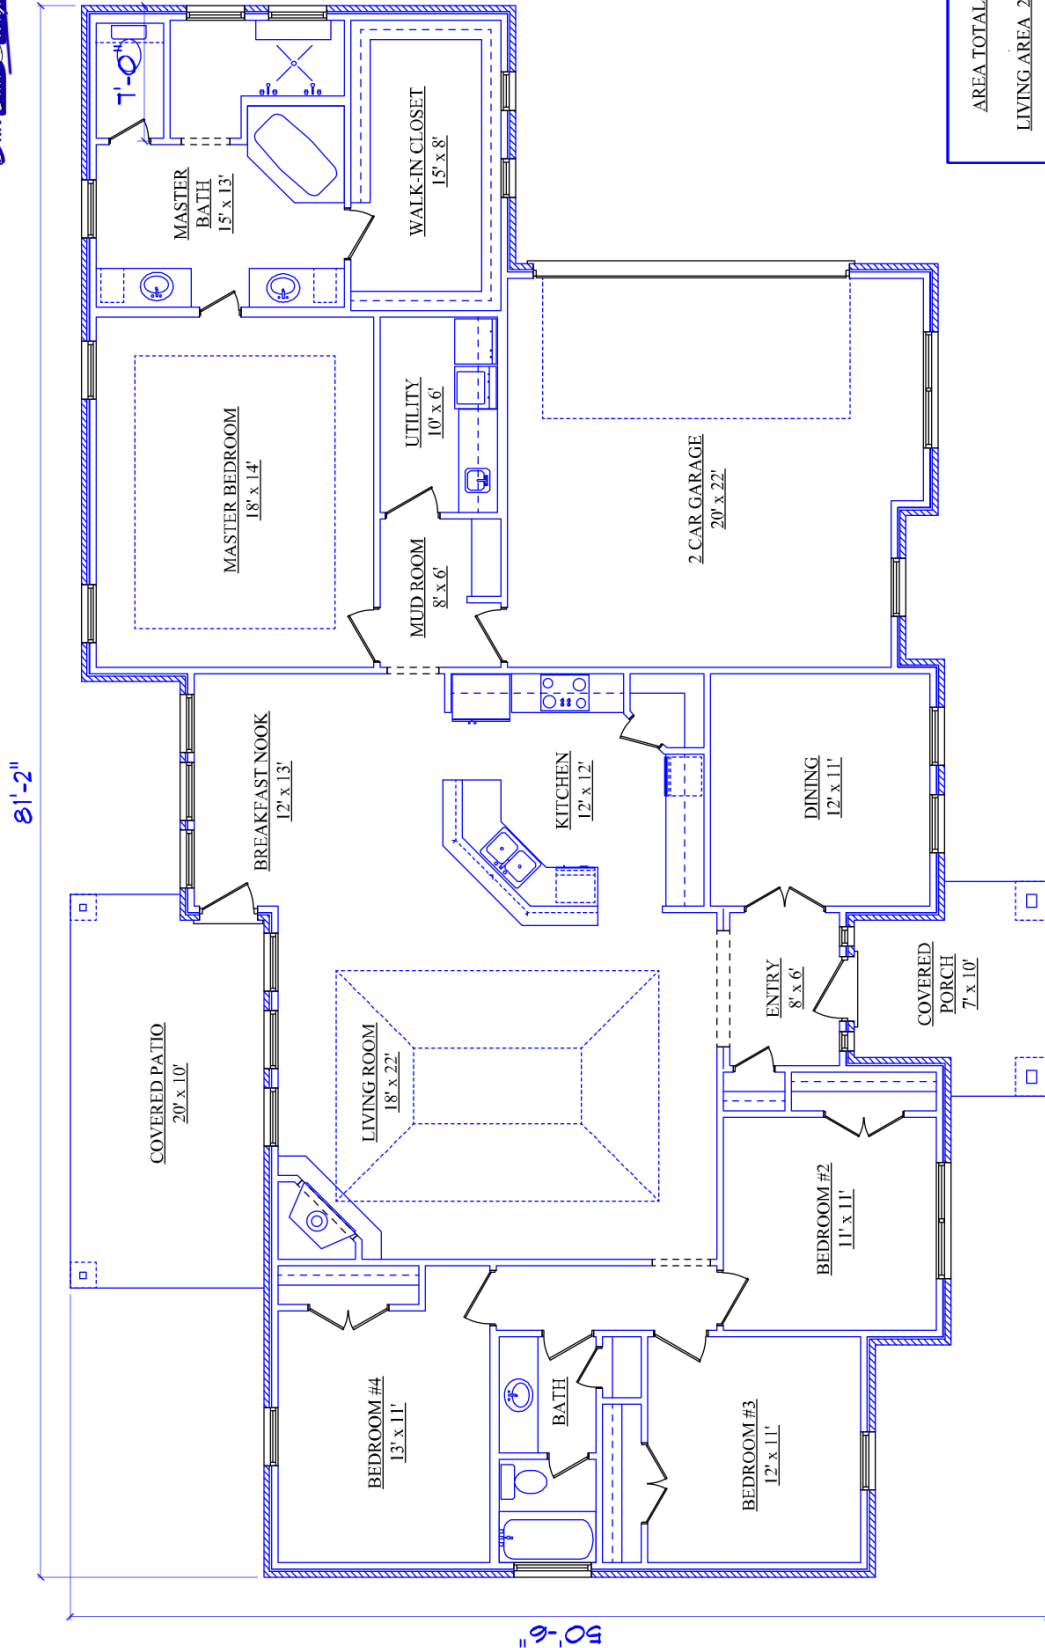 81'-2"
7'-0"
MASTER
BATH
15' x 13'
WALK-IN CLOSET
15' x 8'
MASTER BEDROOM
18' x 14'
UTILITY
10' x 6'
MUD ROOM
8' x 6'
2 CAR GARAGE
20' x 22'
BREAKFAST NOOK
12' x 13'
KITCHEN
12' x 12'
DINING
12' x 11'
COVERED PATIO
20' x 10'
LIVING ROOM
18' x 22'
ENTRY
8' x 6'
COVERED
PORCH
7' x 10'
BEDROOM #2
11' x 11'
BEDROOM #4
13' x 11'
BATH
BEDROOM #3
12' x 11'
50'-6"
AREA TOTAL
LIVING AREA 2